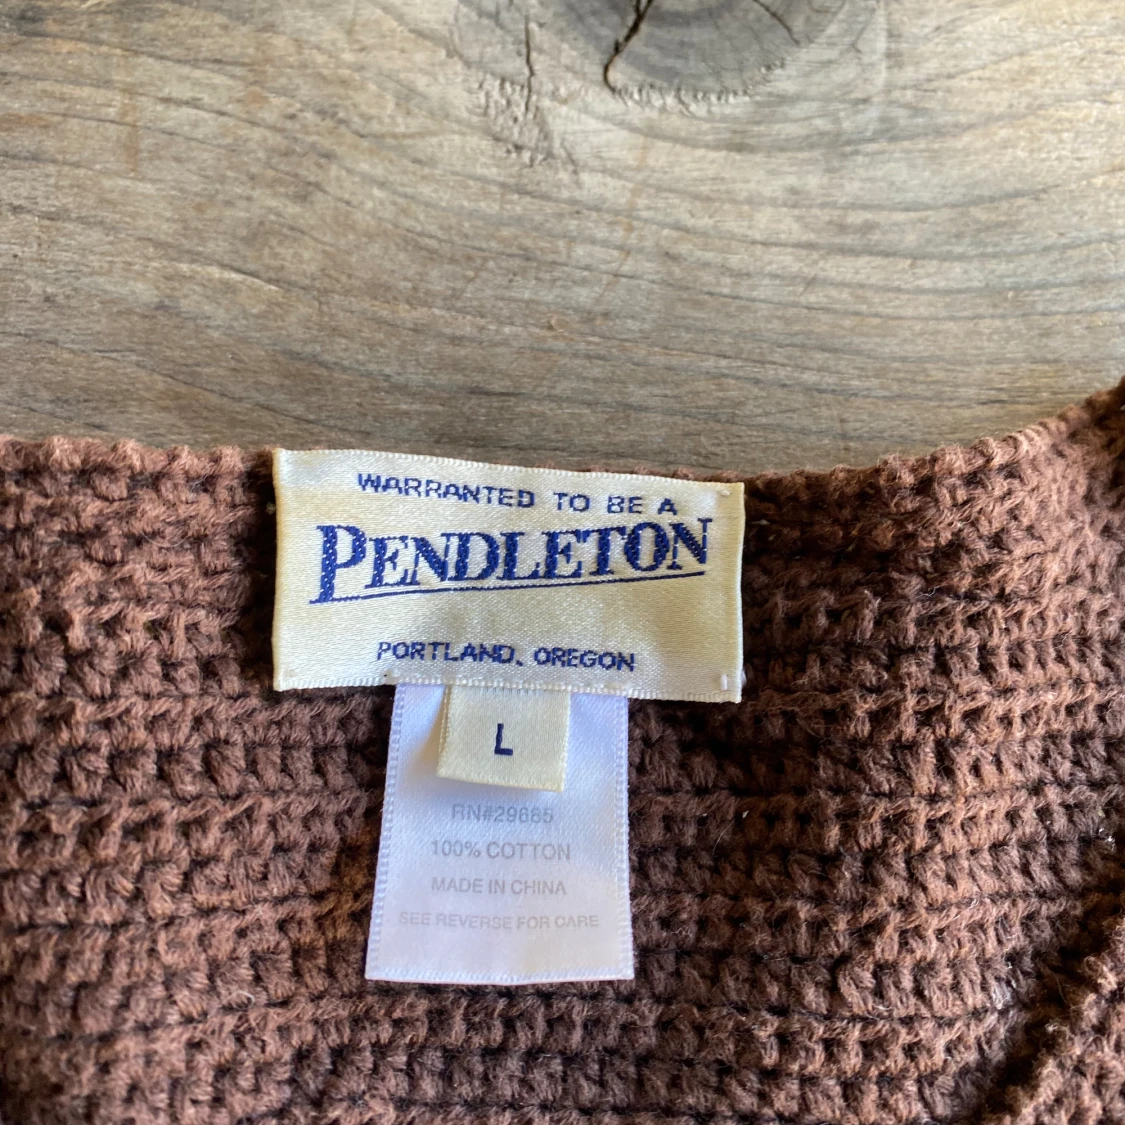 WARRANTED TO BE A
PENDLETON
PORTLAND, OREGON
L
RN#29685
100% COTTON
MADE IN CHINA
SEE REVERSE FOR CARE